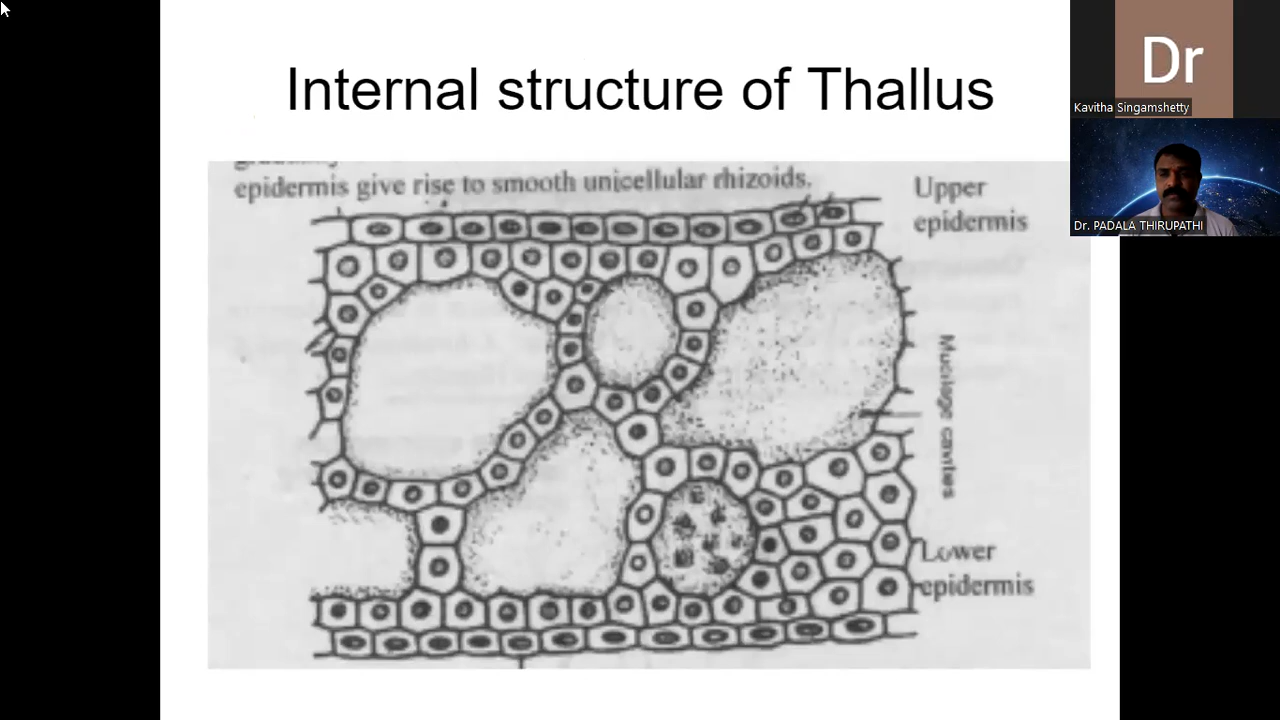 Internal structure of Thallus
epidermis give rise to smooth unicellular rhizoids.
Upper
epidermis
Mucilage cavites
Lower
epidermis
Dr
Kavitha Singamshetty
Dr. PADALA THIRUPATHI